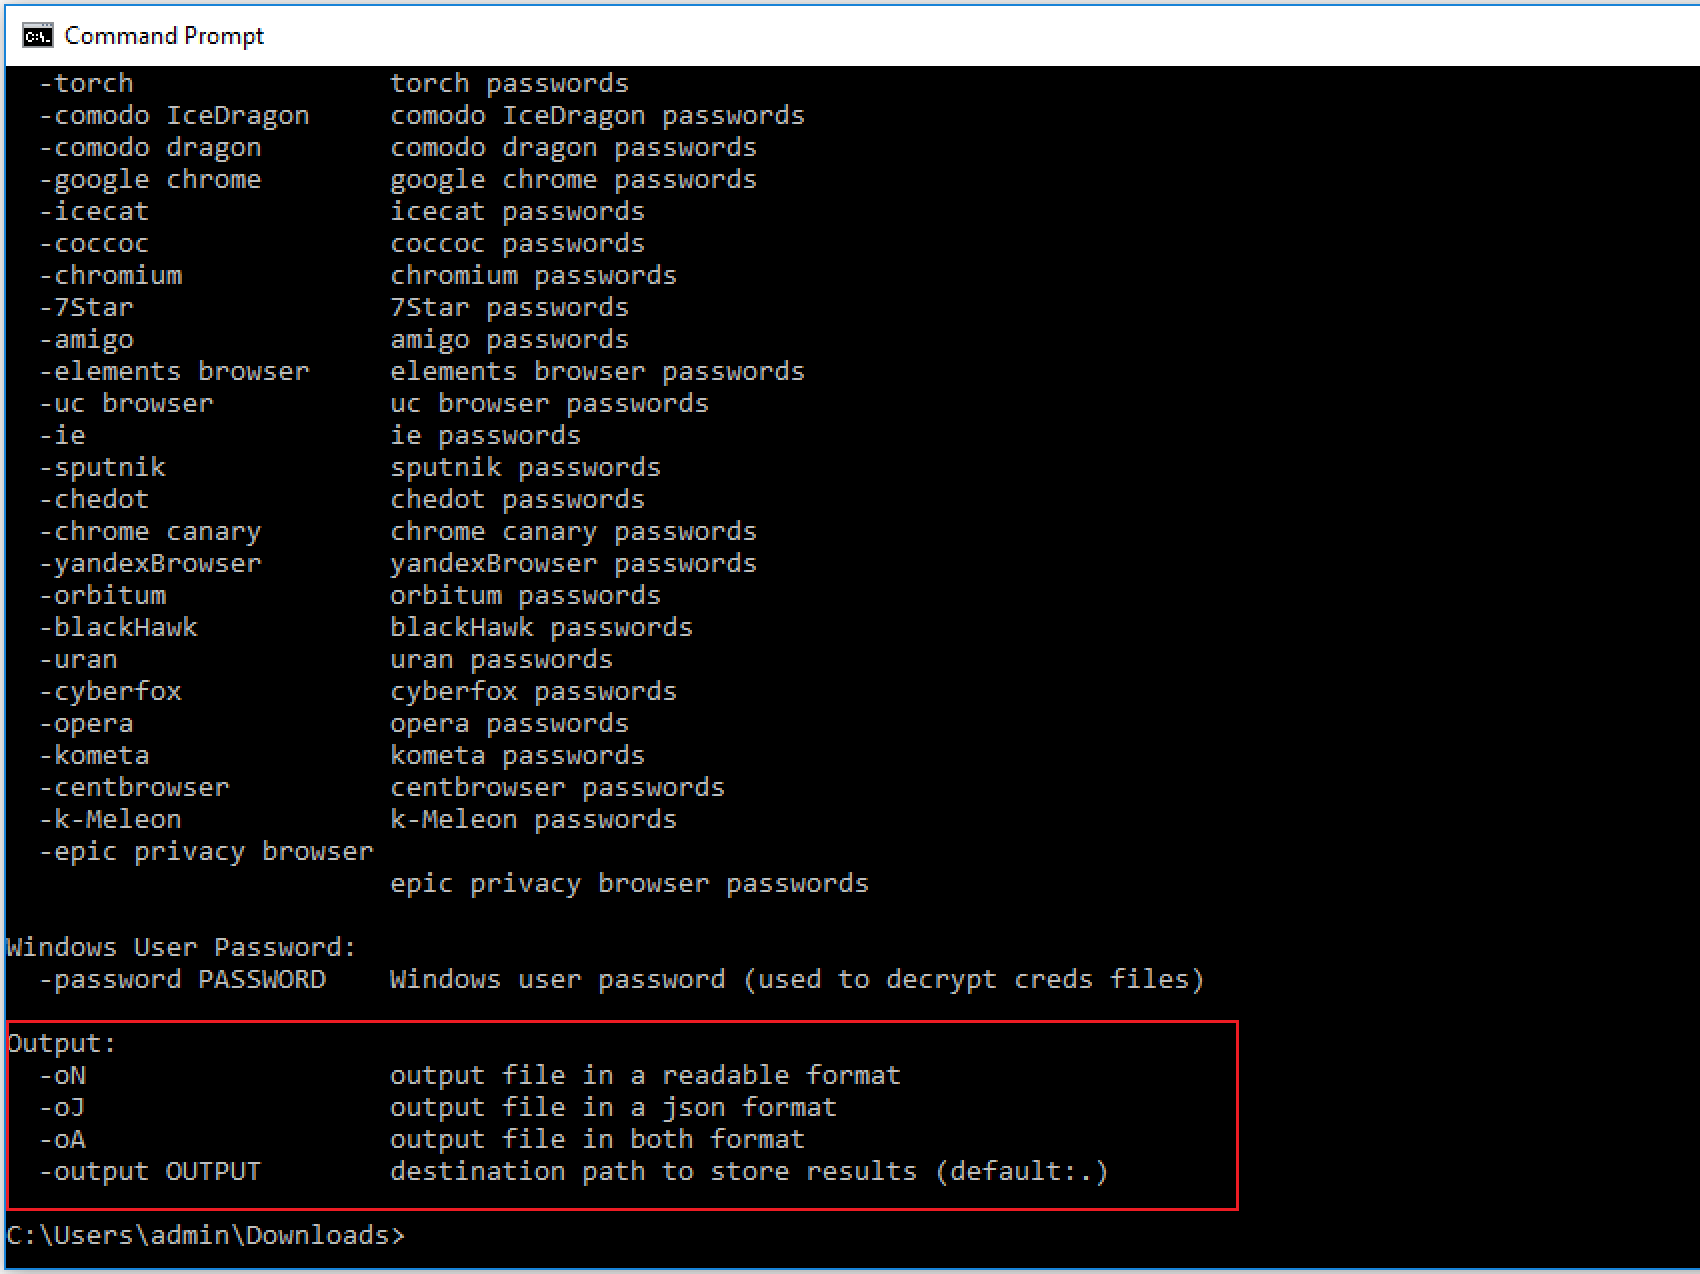 Command Prompt
-torch torch passwords
-comodo IceDragon comodo IceDragon passwords
-comodo dragon comodo dragon passwords
-google chrome google chrome passwords
-icecat icecat passwords
-coccoc coccoc passwords
-chromium chromium passwords
-7Star 7Star passwords
-amigo amigo passwords
-elements browser elements browser passwords
-uc browser uc browser passwords
-ie ie passwords
-sputnik sputnik passwords
-chedot chedot passwords
-chrome canary chrome canary passwords
-yandexBrowser yandexBrowser passwords
-orbitum orbitum passwords
-blackHawk blackHawk passwords
-uran uran passwords
-cyberfox cyberfox passwords
-opera opera passwords
-kometa kometa passwords
-centbrowser centbrowser passwords
-k-Meleon k-Meleon passwords
-epic privacy browser
epic privacy browser passwords
Windows User Password:
-password PASSWORD Windows user password (used to decrypt creds files)
Output:
-oN output file in a readable format
-oJ output file in a json format
-oA output file in both format
-output OUTPUT destination path to store results (default:.)
C:\Users\admin\Downloads>